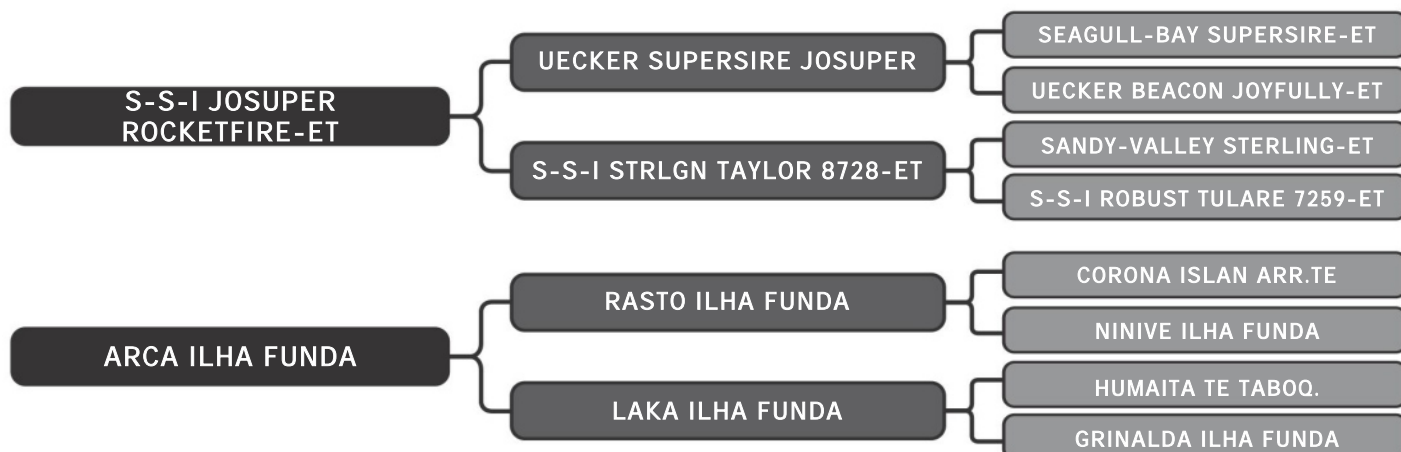 S-S-I JOSUPER
ROCKETFIRE-ET
UECKER SUPERSIRE JOSUPER
SEAGULL-BAY SUPERSIRE-ET
UECKER BEACON JOYFULLY-ET
S-S-I STRLGN TAYLOR 8728-ET
SANDY-VALLEY STERLING-ET
S-S-I ROBUST TULARE 7259-ET
ARCA ILHA FUNDA
RASTO ILHA FUNDA
CORONA ISLAN ARR.TE
NINIVE ILHA FUNDA
LAKA ILHA FUNDA
HUMAITA TE TABOQ.
GRINALDA ILHA FUNDA